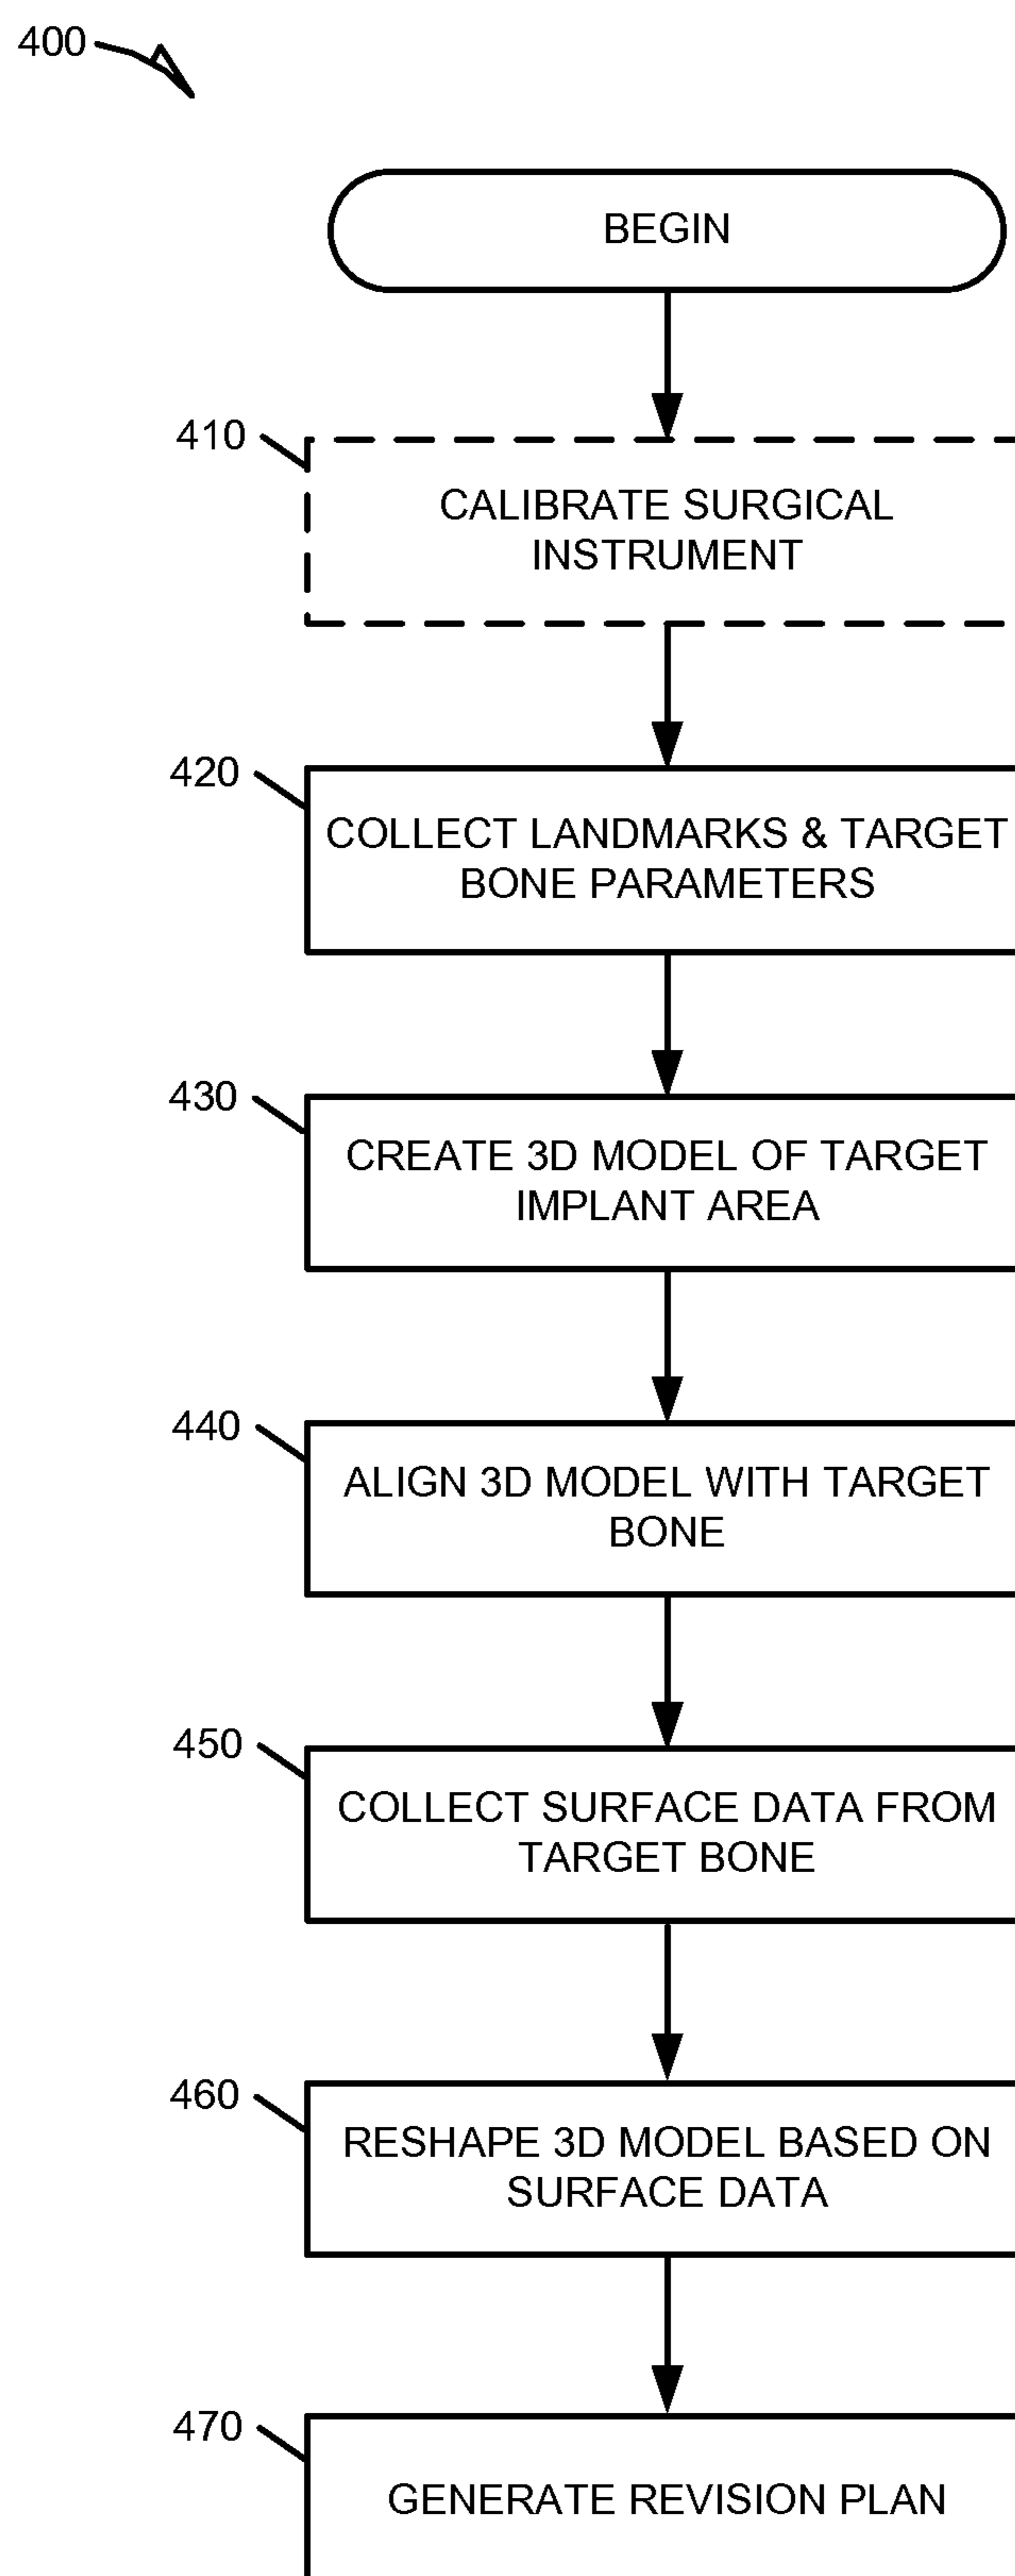 400
BEGIN
410
CALIBRATE SURGICAL
INSTRUMENT
420
COLLECT LANDMARKS & TARGET
BONE PARAMETERS
430
CREATE 3D MODEL OF TARGET
IMPLANT AREA
440
ALIGN 3D MODEL WITH TARGET
BONE
450
COLLECT SURFACE DATA FROM
TARGET BONE
460
RESHAPE 3D MODEL BASED ON
SURFACE DATA
470
GENERATE REVISION PLAN